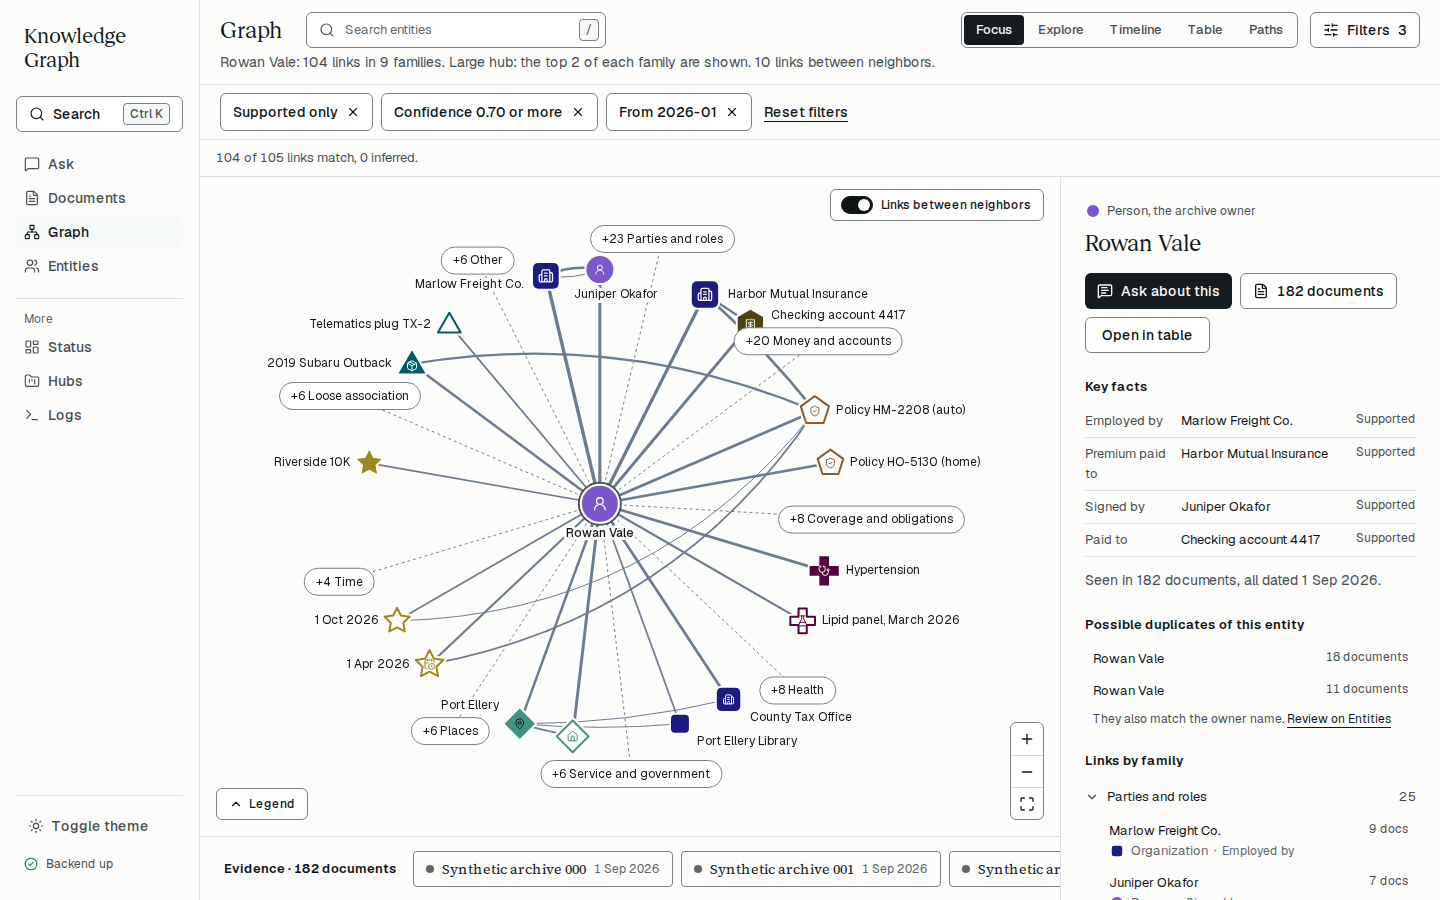 Knowledge
Graph
Search
Ctrl K
Ask
Documents
Graph
Entities
More
Status
Hubs
Logs
Toggle theme
Backend up
Graph
Search entities
/
Focus
Explore
Timeline
Table
Paths
Filters 3
Rowan Vale: 104 links in 9 families. Large hub: the top 2 of each family are shown. 10 links between neighbors.
Supported only
Confidence 0.70 or more
From 2026-01
Reset filters
104 of 105 links match, 0 inferred.
Links between neighbors
+23 Parties and roles
+6 Other
Marlow Freight Co.
Juniper Okafor
Harbor Mutual Insurance
Checking account 4417
+20 Money and accounts
Telematics plug TX-2
2019 Subaru Outback
+6 Loose association
Policy HM-2208 (auto)
Riverside 10K
Policy HO-5130 (home)
+8 Coverage and obligations
Rowan Vale
Hypertension
+4 Time
1 Oct 2026
Lipid panel, March 2026
1 Apr 2026
+8 Health
Port Ellery
County Tax Office
+6 Places
Port Ellery Library
+6 Service and government
Legend
Evidence · 182 documents
Synthetic archive 000 1 Sep 2026
Synthetic archive 001 1 Sep 2026
Synthetic ar
Person, the archive owner
Rowan Vale
Ask about this
182 documents
Open in table
Key facts
Employed by Marlow Freight Co. Supported
Premium paid to Harbor Mutual Insurance Supported
Signed by Juniper Okafor Supported
Paid to Checking account 4417 Supported
Seen in 182 documents, all dated 1 Sep 2026.
Possible duplicates of this entity
Rowan Vale 18 documents
Rowan Vale 11 documents
They also match the owner name. Review on Entities
Links by family
Parties and roles 25
Marlow Freight Co. 9 docs
Organization · Employed by
Juniper Okafor 7 docs